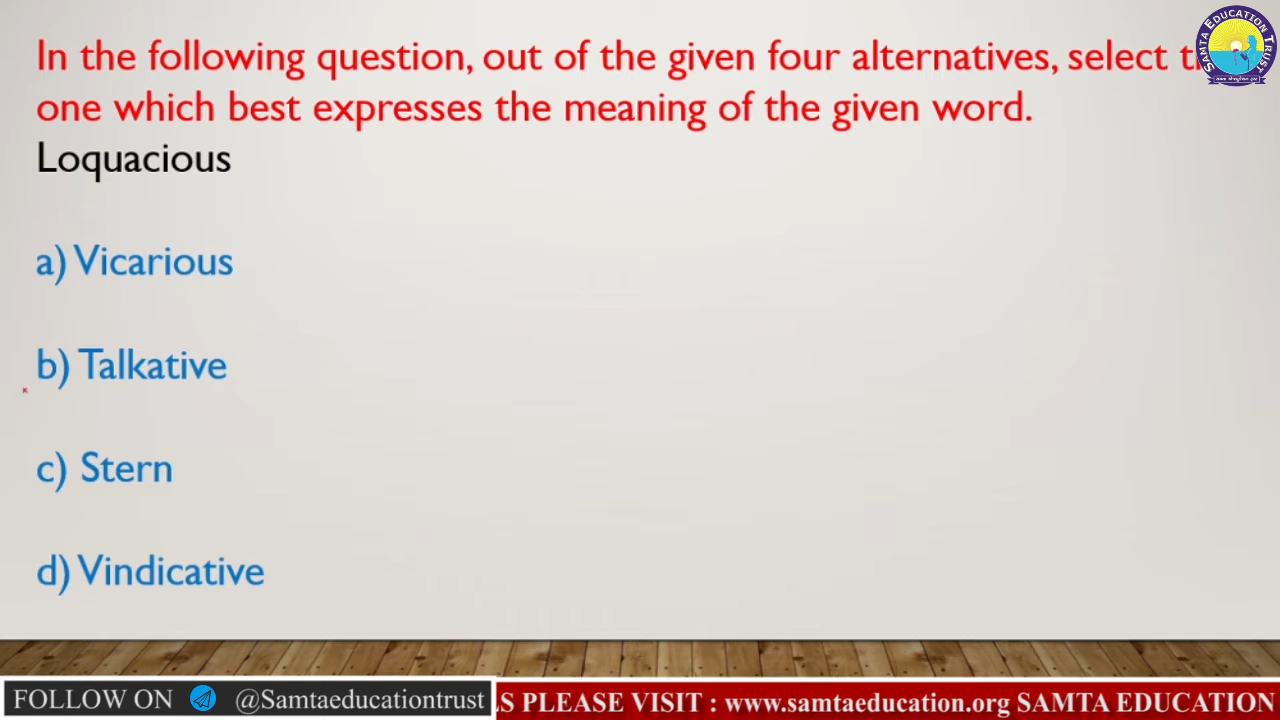 In the following question, out of the given four alternatives, select t
one which best expresses the meaning of the given word.
Loquacious
a) Vicarious
b) Talkative
c) Stern
d) Vindicative
SAMTA EDUCATION TRUST
FOLLOW ON @Samtaeducationtrust
S PLEASE VISIT : www.samtaeducation.org SAMTA EDUCATION